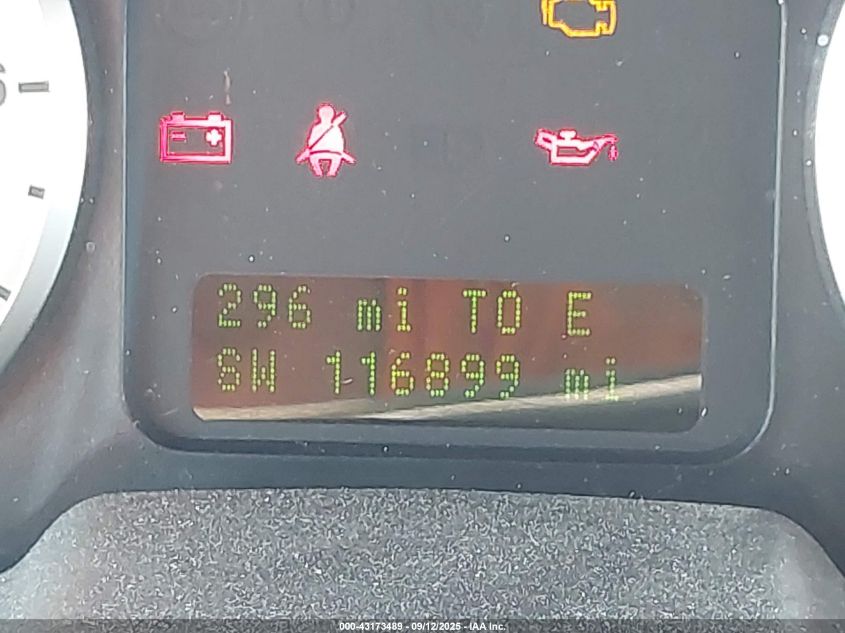 296 mi TO E
SW 116899 mi
000-43173489 - 09/12/2025 - IAA Inc.